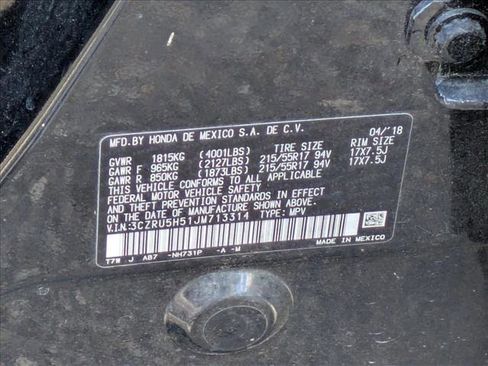 MFD.BY HONDA DE MEXICO S.A. DE C.V. 04/'18
TIRE SIZE RIM SIZE
GVWR 1815KG (4001LBS)
GAWR F 965KG (2127LBS) 215/55R17 94V 17X7.5J
GAWR R 850KG (1873LBS) 215/55R17 94V 17X7.5J
THIS VEHICLE CONFORMS TO ALL APPLICABLE
FEDERAL MOTOR VEHICLE SAFETY
AND THEFT PREVENTION STANDARDS IN EFFECT
ON THE DATE OF MANUFACTURE SHOWN ABOVE.
V.I.N:3CZRU5H51JM713314 TYPE: MPV
T7W J AB7 -NH731P -A -M MADE IN MEXICO